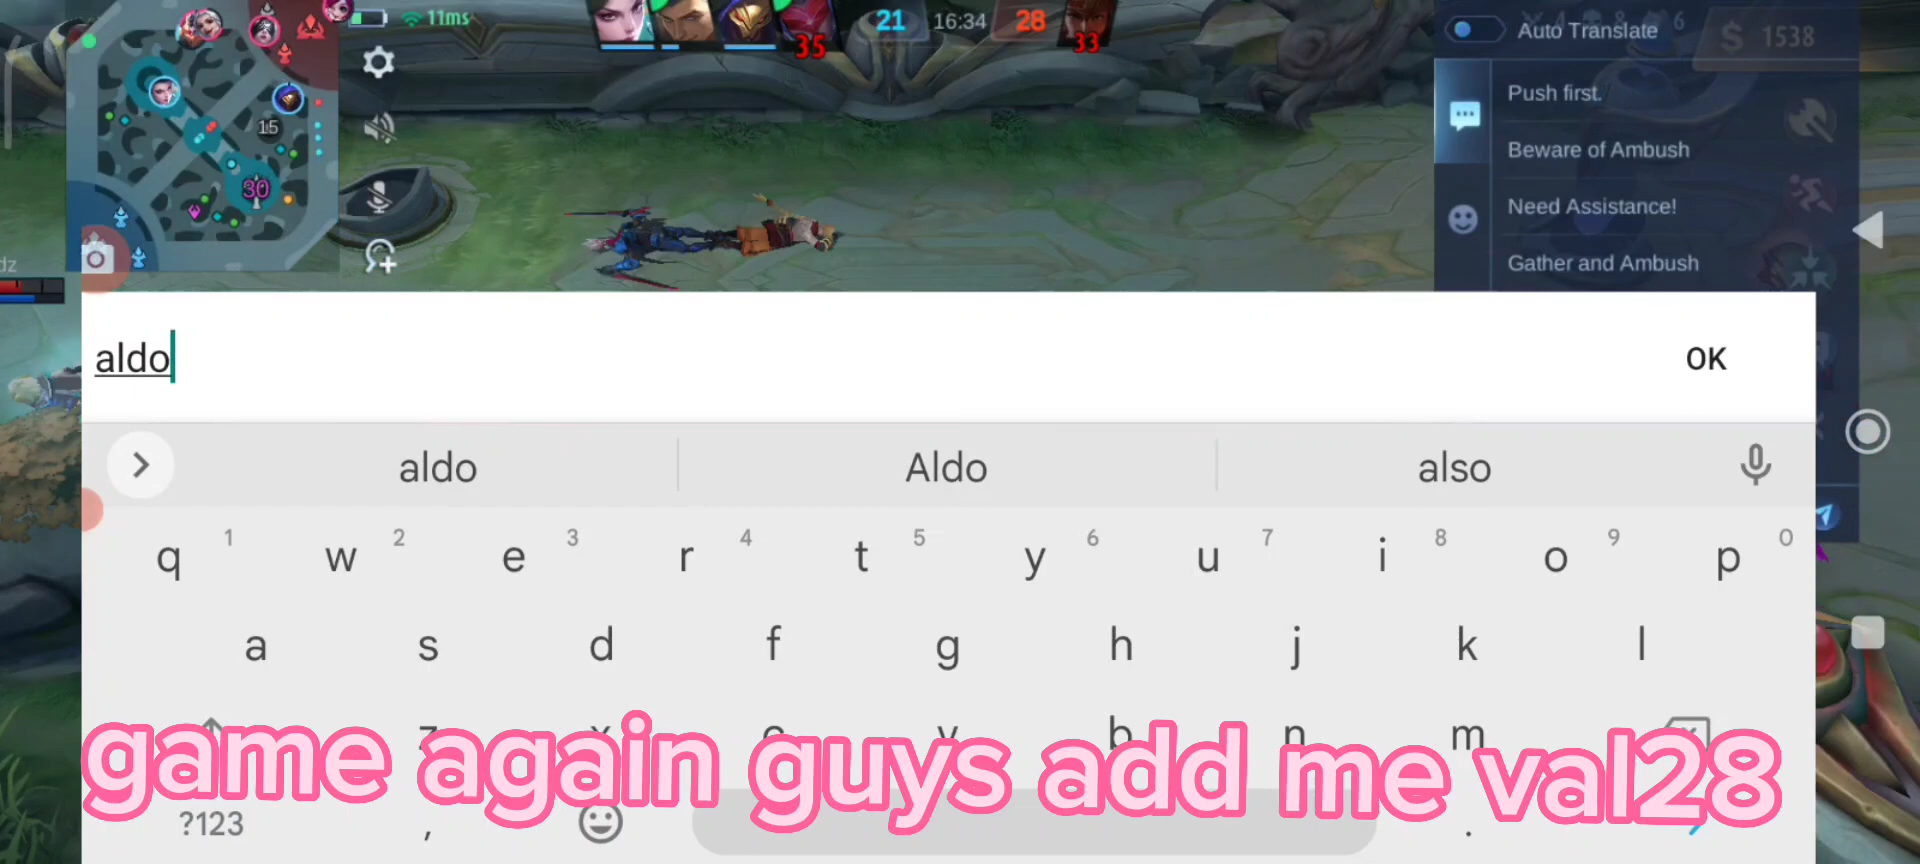 11ms
35
21
16:34
28
33
Auto Translate
6
$ 1538
Push first.
Beware of Ambush
Need Assistance!
Gather and Ambush
15
30
dz
aldo
OK
aldo
Aldo
also
1 2 3 4 5 6 7 8 9 0
q w e r t y u i o p
a s d f g h j k l
z x c v b n m
game again guys add me val28
?123 , .